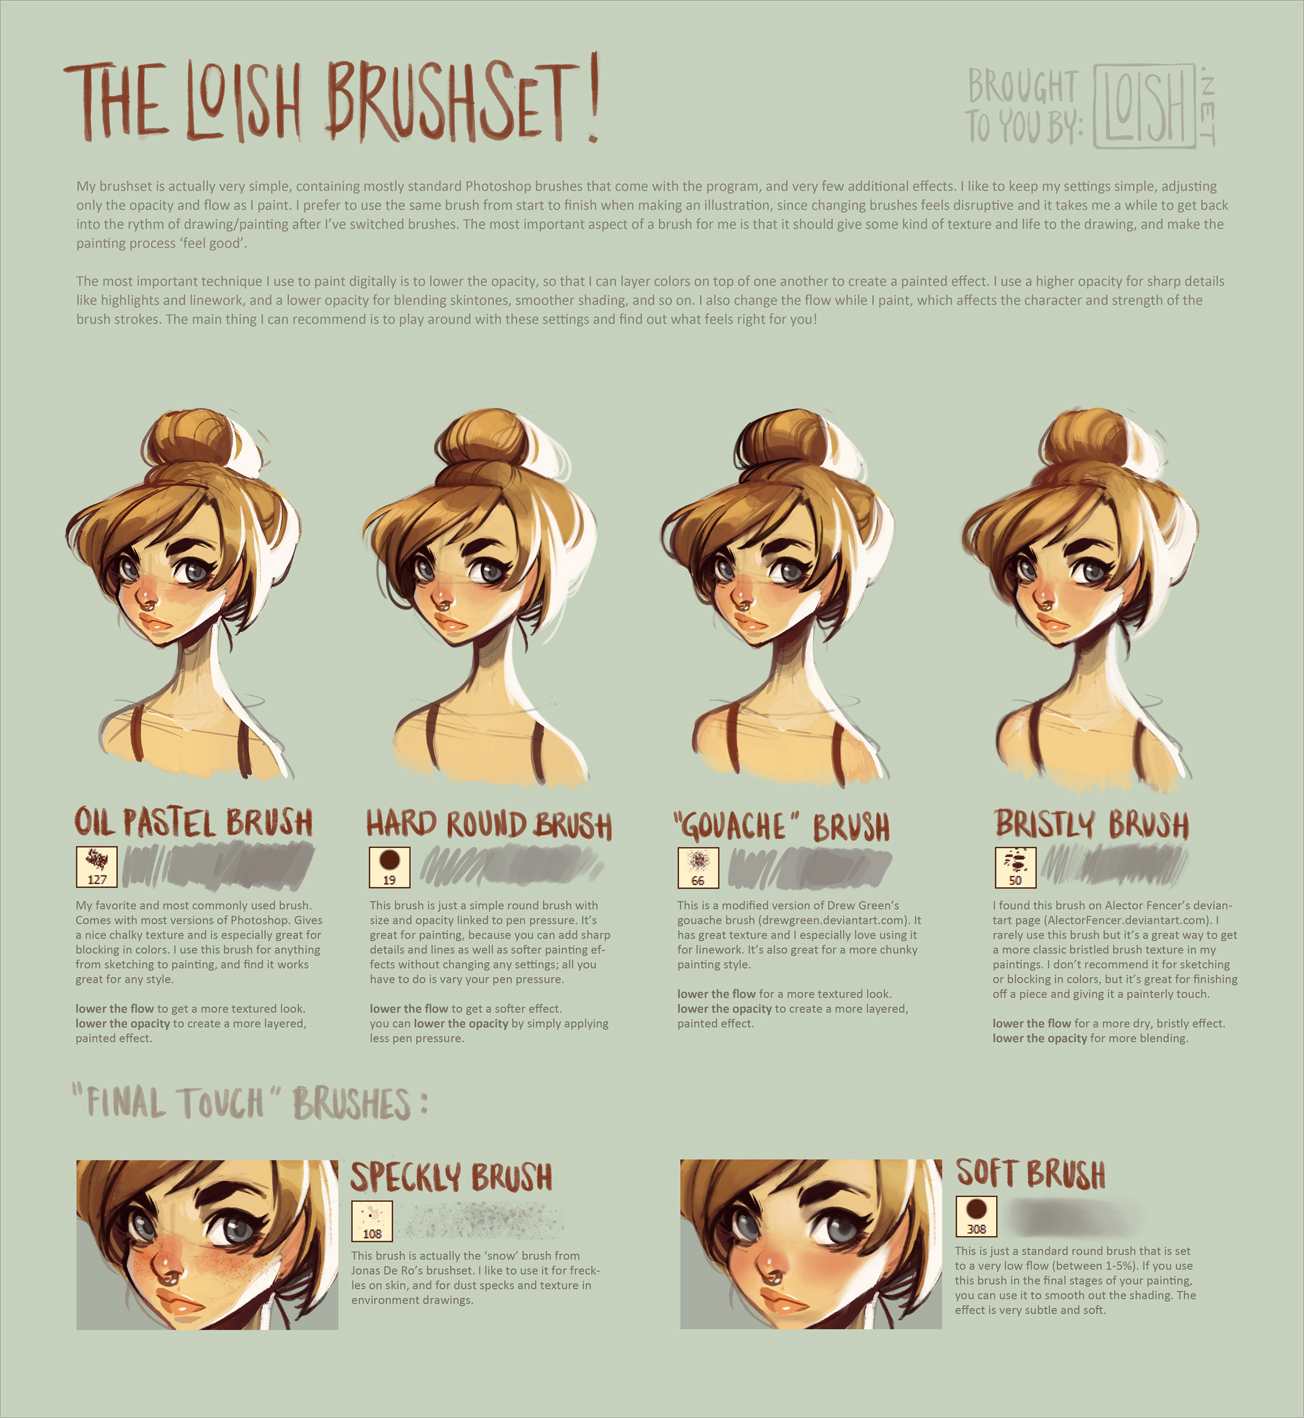 THE LOISH BRUSHSET!
BROUGHT
TO YOU BY:
LOISH
.NET
My brushset is actually very simple, containing mostly standard Photoshop brushes that come with the program, and very few additional effects. I like to keep my settings simple, adjusting
only the opacity and flow as I paint. I prefer to use the same brush from start to finish when making an illustration, since changing brushes feels disruptive and it takes me a while to get back
into the rythm of drawing/painting after I've switched brushes. The most important aspect of a brush for me is that it should give some kind of texture and life to the drawing, and make the
painting process 'feel good'.
The most important technique I use to paint digitally is to lower the opacity, so that I can layer colors on top of one another to create a painted effect. I use a higher opacity for sharp details
like highlights and linework, and a lower opacity for blending skintones, smoother shading, and so on. I also change the flow while I paint, which affects the character and strength of the
brush strokes. The main thing I can recommend is to play around with these settings and find out what feels right for you!
OIL PASTEL BRUSH
127
My favorite and most commonly used brush.
Comes with most versions of Photoshop. Gives
a nice chalky texture and is especially great for
blocking in colors. I use this brush for anything
from sketching to painting, and find it works
great for any style.
lower the flow to get a more textured look.
lower the opacity to create a more layered,
painted effect.
HARD ROUND BRUSH
19
This brush is just a simple round brush with
size and opacity linked to pen pressure. It's
great for painting, because you can add sharp
details and lines as well as softer painting ef-
fects without changing any settings; all you
have to do is vary your pen pressure.
lower the flow to get a softer effect.
you can lower the opacity by simply applying
less pen pressure.
"GOUACHE" BRUSH
66
This is a modified version of Drew Green's
gouache brush (drewgreen.deviantart.com). It
has great texture and I especially love using it
for linework. It's also great for a more chunky
painting style.
lower the flow for a more textured look.
lower the opacity to create a more layered,
painted effect.
BRISTLY BRUSH
50
I found this brush on Alector Fencer's devian-
tart page (AlectorFencer.deviantart.com). I
rarely use this brush but it's a great way to get
a more classic bristled brush texture in my
paintings. I don't recommend it for sketching
or blocking in colors, but it's great for finishing
off a piece and giving it a painterly touch.
lower the flow for a more dry, bristly effect.
lower the opacity for more blending.
"FINAL TOUCH" BRUSHES:
SPECKLY BRUSH
108
This brush is actually the 'snow' brush from
Jonas De Ro's brushset. I like to use it for freck-
les on skin, and for dust specks and texture in
environment drawings.
SOFT BRUSH
308
This is just a standard round brush that is set
to a very low flow (between 1-5%). If you use
this brush in the final stages of your painting,
you can use it to smooth out the shading. The
effect is very subtle and soft.